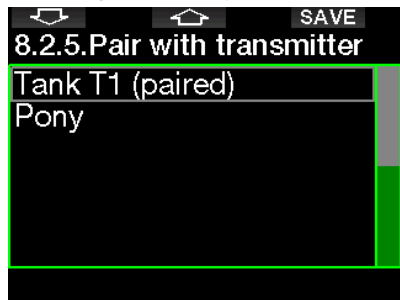 SAVE
8.2.5.Pair with transmitter
Tank T1 (paired)
Pony